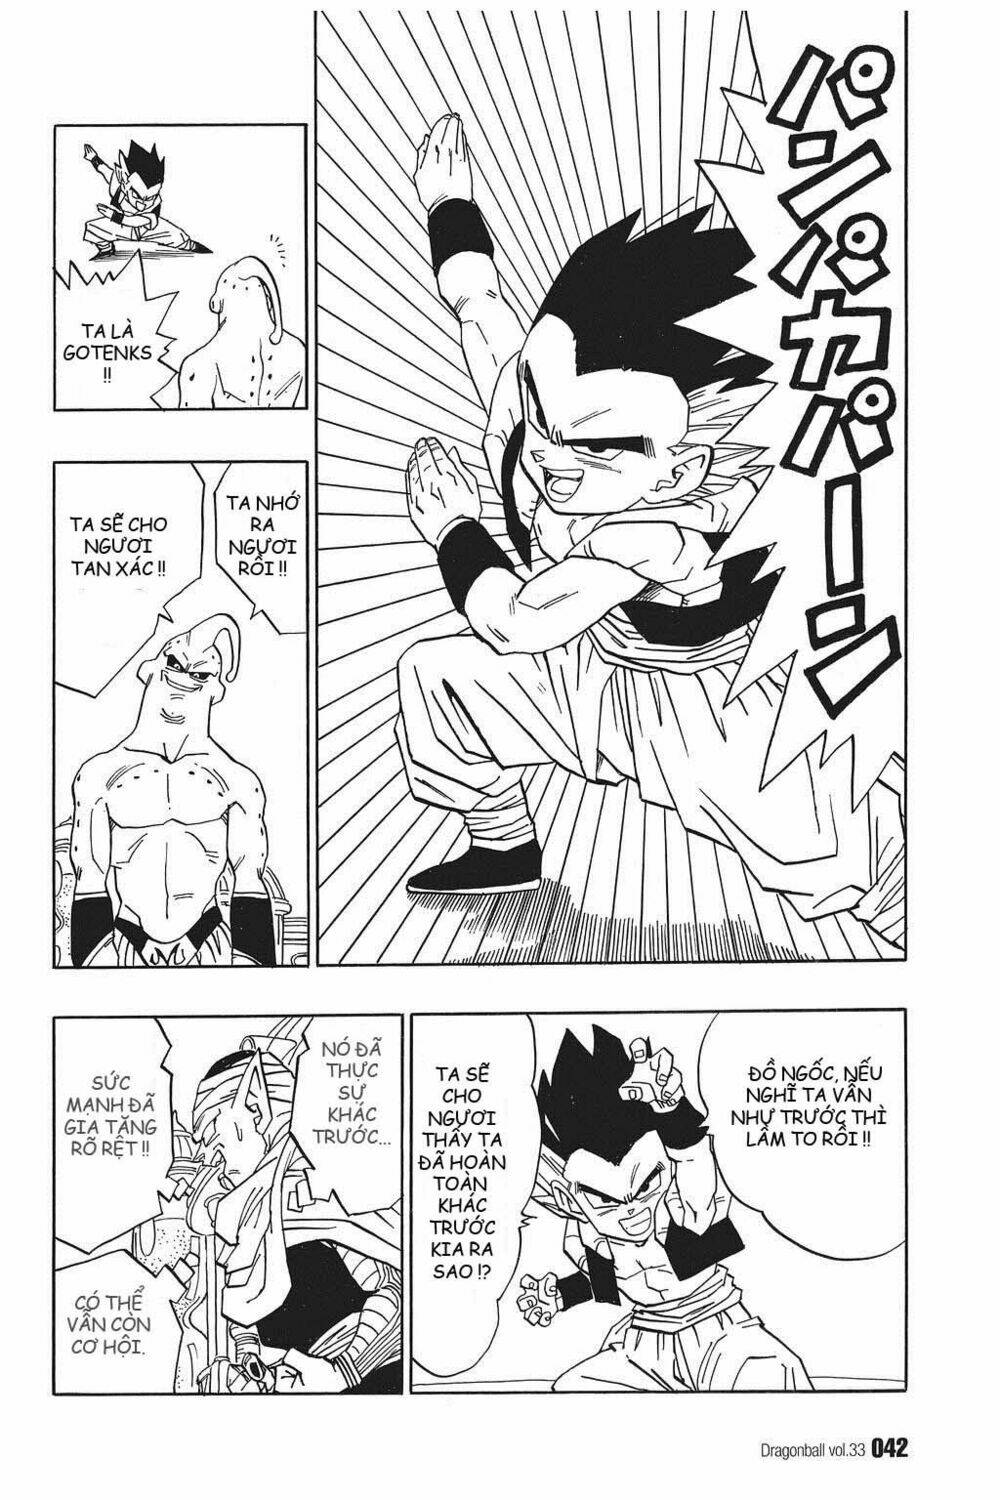 パンパカパーン
TA LÀ
GOTENKS
!!
TA NHỚ
RA
NGƯƠI
RỒI !!
TA SẼ CHO
NGƯƠI
TAN XÁC !!
ĐỒ NGỐC, NẾU
NGHĨ TA VẪN
NHƯ TRƯỚC THÌ
LẦM TO RỒI !!
TA SẼ
CHO
NGƯƠI
THẤY TA
ĐÃ HOÀN
TOÀN
KHÁC
TRƯỚC
KIA RA
SAO !?
NÓ ĐÃ
THỰC
SỰ
KHÁC
TRƯỚC...
SỨC
MẠNH ĐÃ
GIA TĂNG
RÕ RỆT !!
CÓ THỂ
VẪN CÒN
CƠ HỘI.
Dragonball vol.33 042